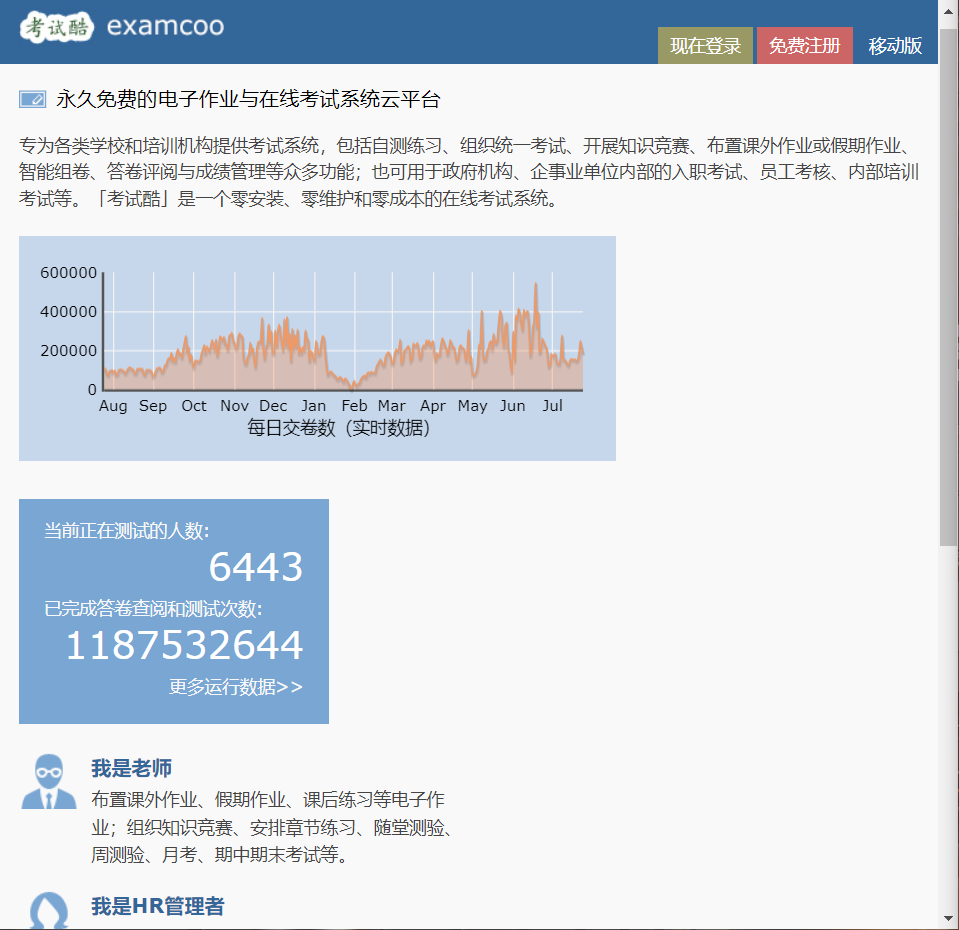 考试酷 examcoo
现在登录 免费注册 移动版
永久免费的电子作业与在线考试系统云平台
专为各类学校和培训机构提供考试系统，包括自测练习、组织统一考试、开展知识竞赛、布置课外作业或假期作业、
智能组卷、答卷评阅与成绩管理等众多功能；也可用于政府机构、企事业单位内部的入职考试、员工考核、内部培训
考试等。「考试酷」是一个零安装、零维护和零成本的在线考试系统。
600000
400000
200000
0
Aug Sep Oct Nov Dec Jan Feb Mar Apr May Jun Jul
每日交卷数（实时数据）
当前正在测试的人数：
6443
已完成答卷查阅和测试次数：
1187532644
更多运行数据>>
我是老师
布置课外作业、假期作业、课后练习等电子作
业；组织知识竞赛、安排章节练习、随堂测验、
周测验、月考、期中期末考试等。
我是HR管理者